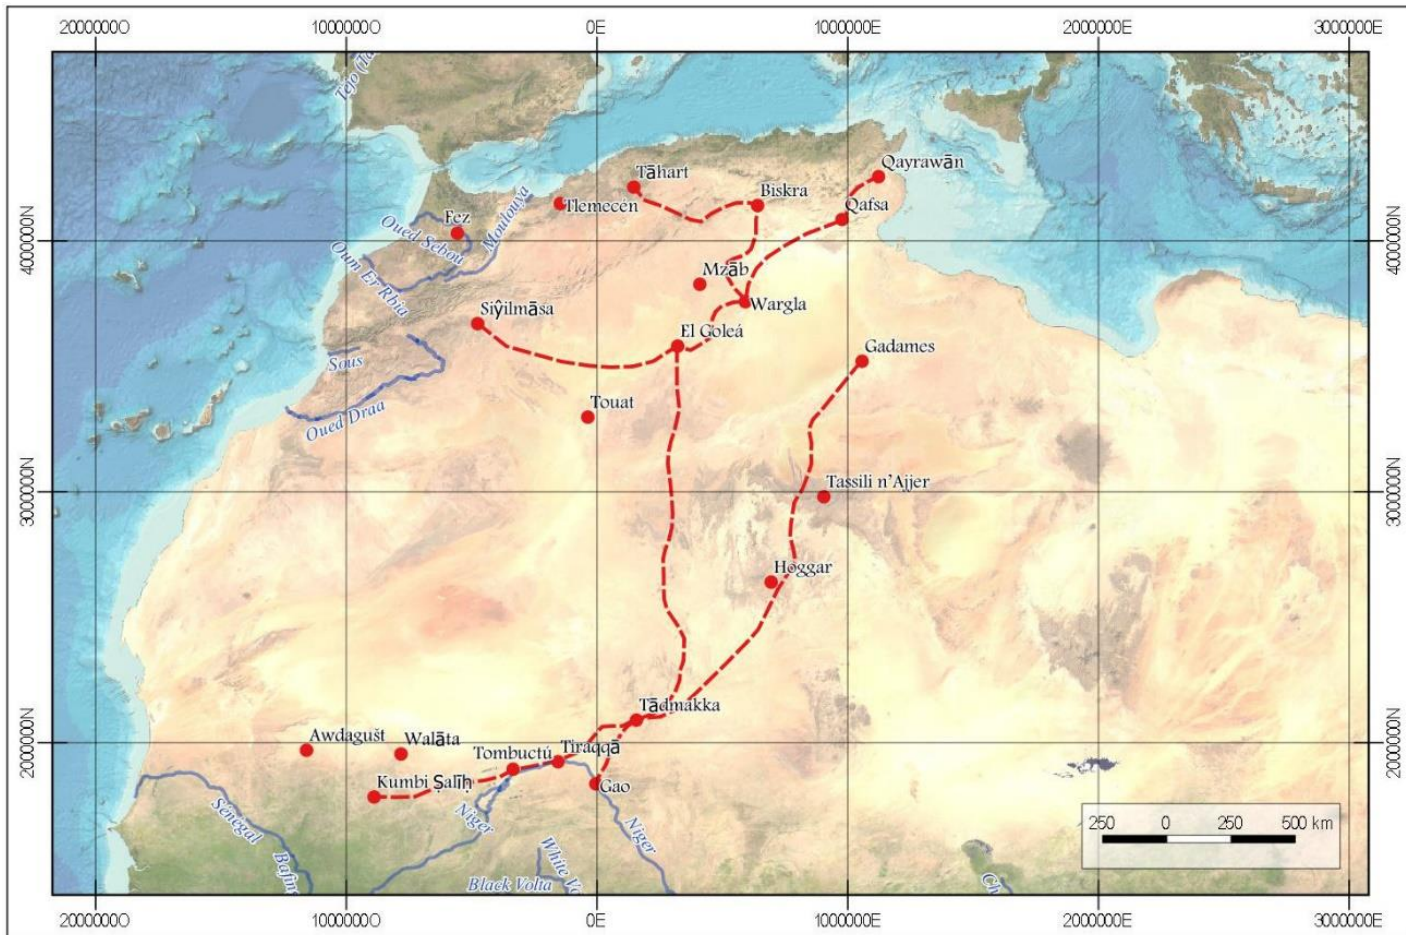 2000000O 1000000O 0E 1000000E 2000000E 3000000E
Tejo (Ta
Tāhart
Qayrawān
Biskra
Tlemecén
Qafsa
Fez
Oued Sebou
Moulouya
4000000N 4000000N
Oum Er Rbia
Mzāb
Wargla
Siŷilmāsa
El Goleá
Gadames
Sous
Touat
Oued Draa
Tassili n'Ajjer
3000000N 3000000N
Hoggar
Tādmakka
Awdagušt
Walāta
Tombuctú
Tiraqqā
2000000N 2000000N
Kumbi Ṣalīḥ
Gao
Sénegal
Niger
Niger
Bafin
White Vo
Black Volta
Ch
250 0 250 500 km
2000000O 1000000O 0E 1000000E 2000000E 3000000E